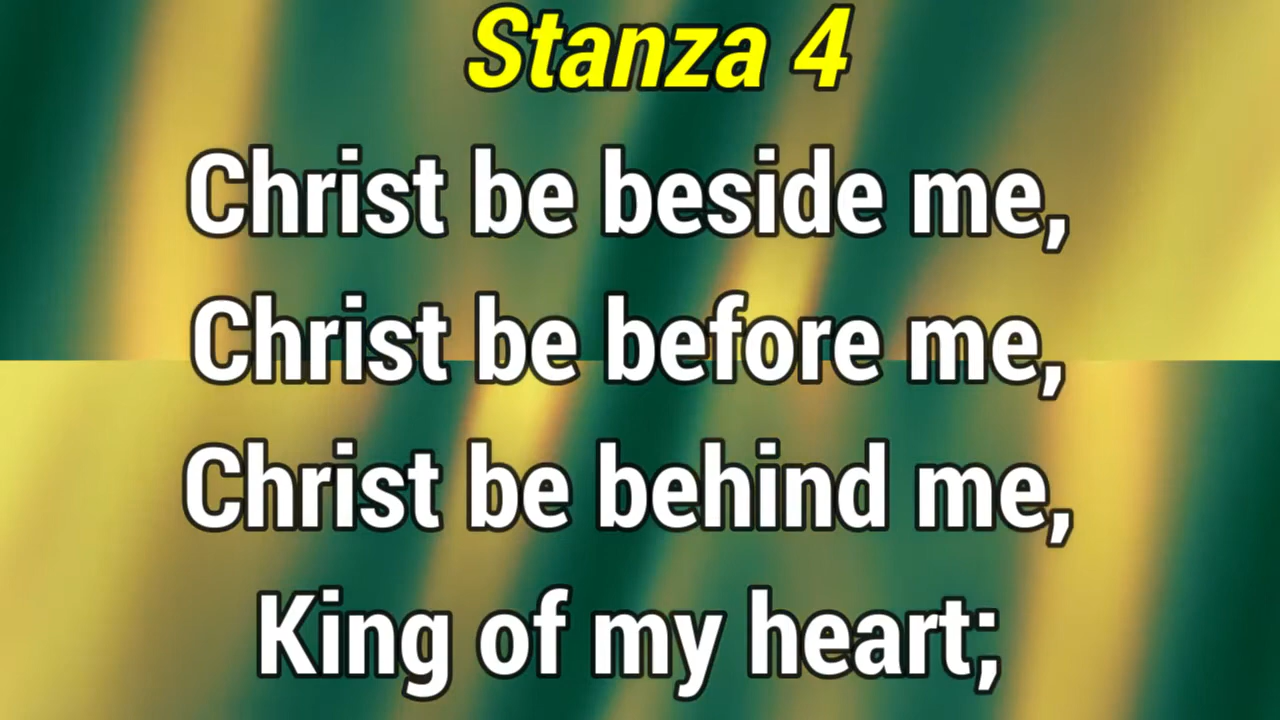 Stanza 4
Christ be beside me,
Christ be before me,
Christ be behind me,
King of my heart;